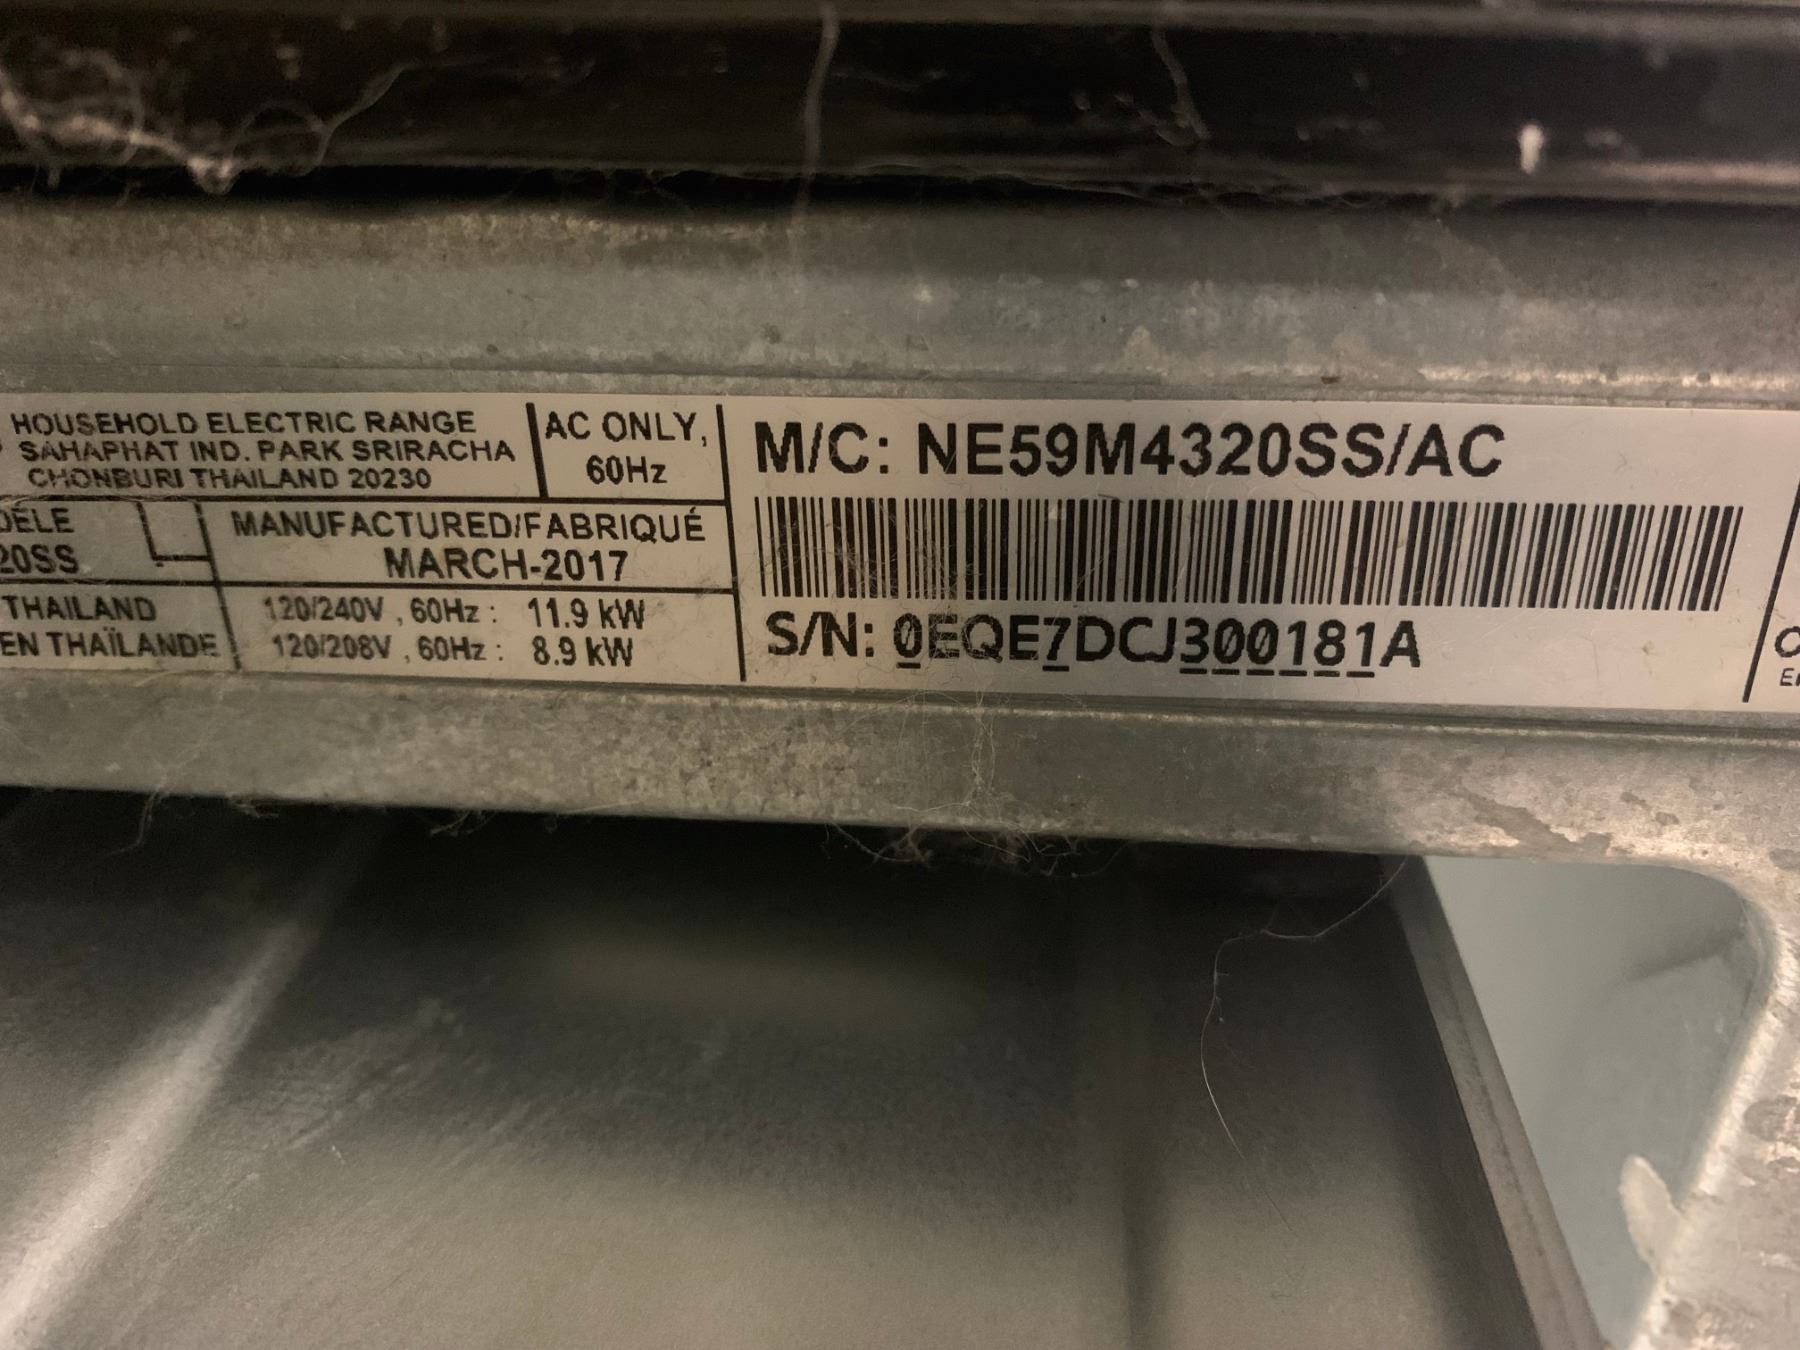 HOUSEHOLD ELECTRIC RANGE
SAHAPHAT IND. PARK SRIRACHA
CHONBURI THAILAND 20230
AC ONLY,
60Hz
DÉLE
20SS
MANUFACTURED/FABRIQUÉ
MARCH-2017
THAILAND
EN THAÏLANDE
120/240V , 60Hz : 11.9 kW
120/208V , 60Hz : 8.9 kW
M/C: NE59M4320SS/AC
S/N: 0EQE7DCJ300181A